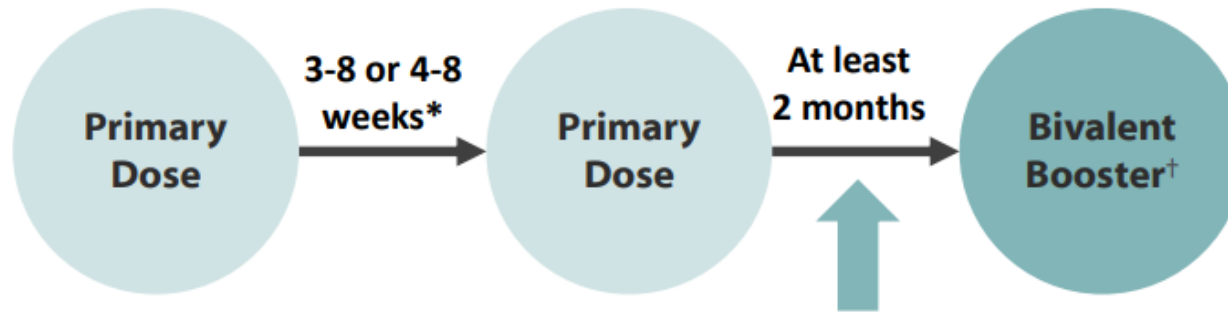 Primary
Dose
3-8 or 4-8
weeks*
Primary
Dose
At least
2 months
Bivalent
Booster†